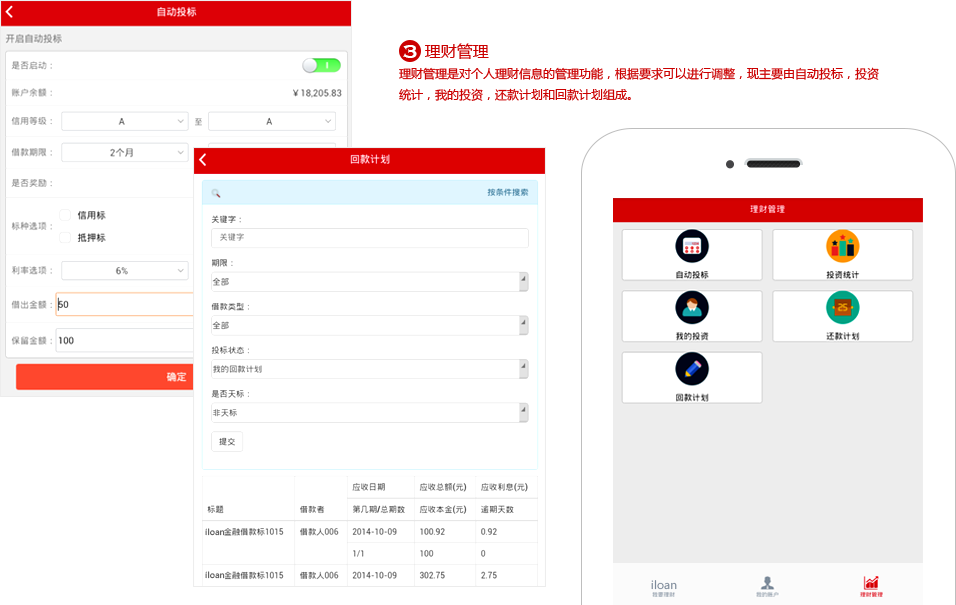 自动投标
开启自动投标
是否启动：
账户余额：
¥ 18,205.83
信用等级：
A
至
A
借款期限：
2个月
是否奖励：
标种选项：
信用标
抵押标
利率选项：
6%
借出金额：
50
保留金额：
100
确定
回款计划
按条件搜索
关键字：
关键字
期限：
全部
借款类型：
全部
投标状态：
我的回款计划
是否天标：
非天标
提交
标题 借款者 应收日期 应收总额(元) 应收利息(元)
第几期/总期数 应收本金(元) 逾期天数
iloan金融借款标1015 借款人006 2014-10-09 100.92 0.92
1/1 100 0
iloan金融借款标1015 借款人006 2014-10-09 302.75 2.75
3 理财管理
理财管理是对个人理财信息的管理功能，根据要求可以进行调整，现主要由自动投标，投资
统计，我的投资，还款计划和回款计划组成。
理财管理
自动投标
投资统计
我的投资
还款计划
回款计划
iloan
我要理财
我的账户
理财管理